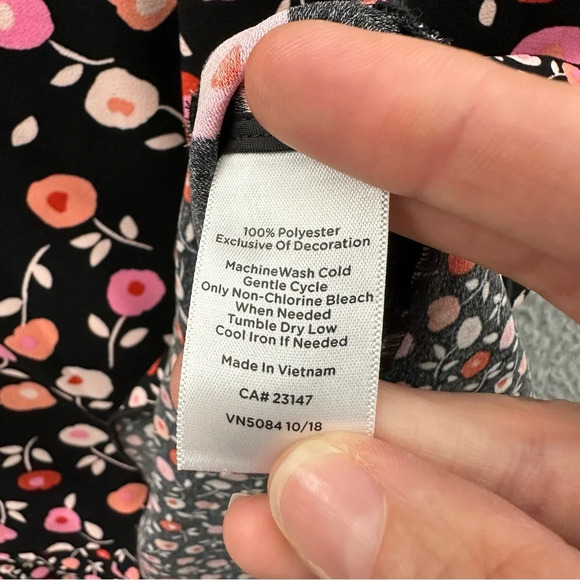 100% Polyester
Exclusive Of Decoration
MachineWash Cold
Gentle Cycle
Only Non-Chlorine Bleach
When Needed
Tumble Dry Low
Cool Iron If Needed
Made In Vietnam
CA# 23147
VN5084 10/18